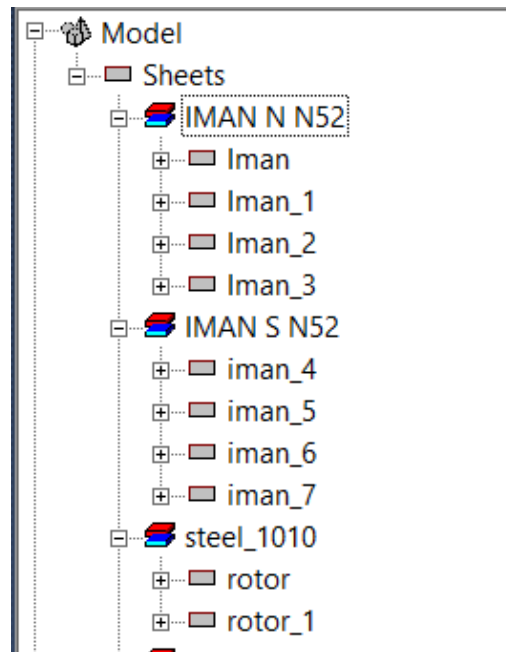 Model
Sheets
IMAN N N52
Iman
Iman_1
Iman_2
Iman_3
IMAN S N52
iman_4
iman_5
iman_6
iman_7
steel_1010
rotor
rotor_1